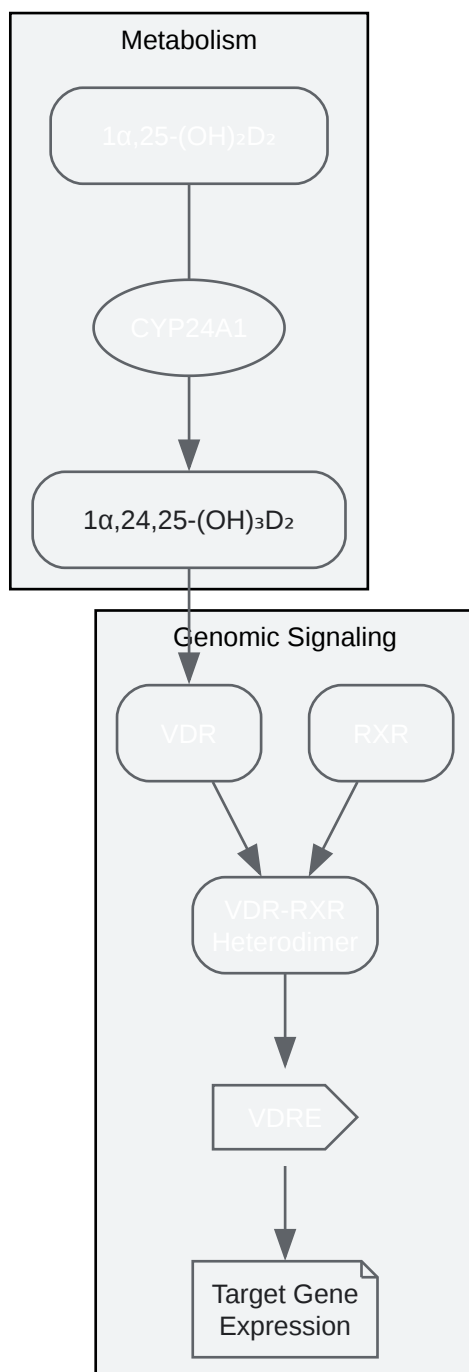 Metabolism
1α,25-(OH)₂D₂
CYP24A1
1α,24,25-(OH)₃D₂
Genomic Signaling
VDR
RXR
VDR-RXR
Heterodimer
VDRE
Target Gene
Expression